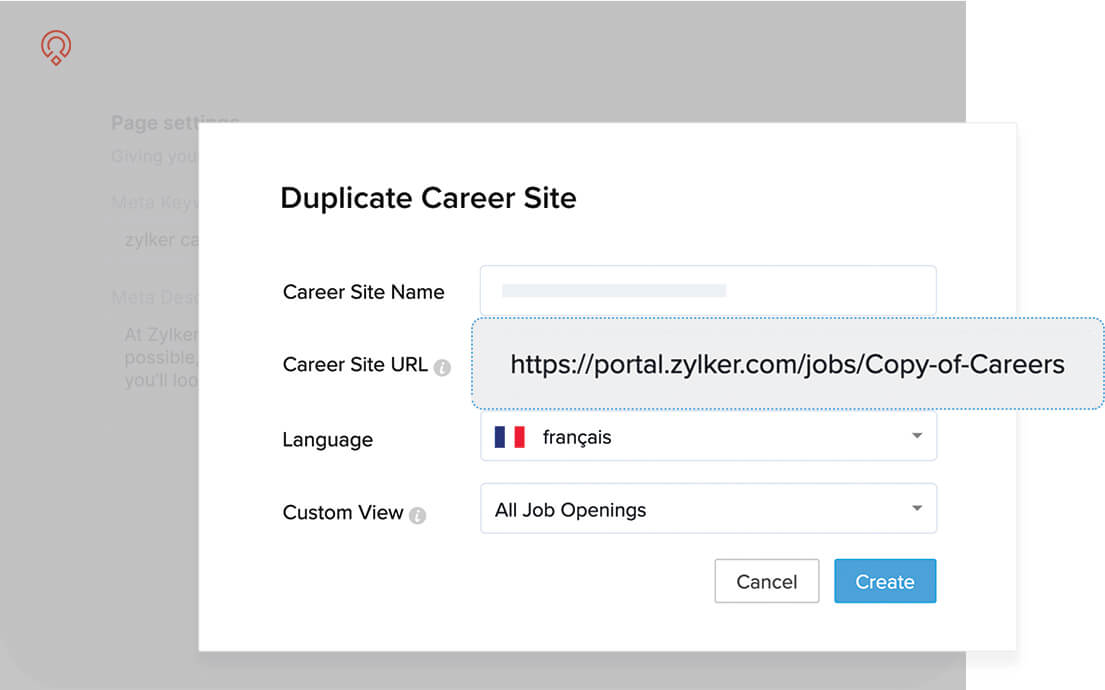 Page settings
Giving your
Meta Keyw
zylker ca
Meta Desc
At Zylker
possible,
you'll loo
Duplicate Career Site
Career Site Name
Career Site URL
https://portal.zylker.com/jobs/Copy-of-Careers
Language
français
Custom View
All Job Openings
Cancel
Create